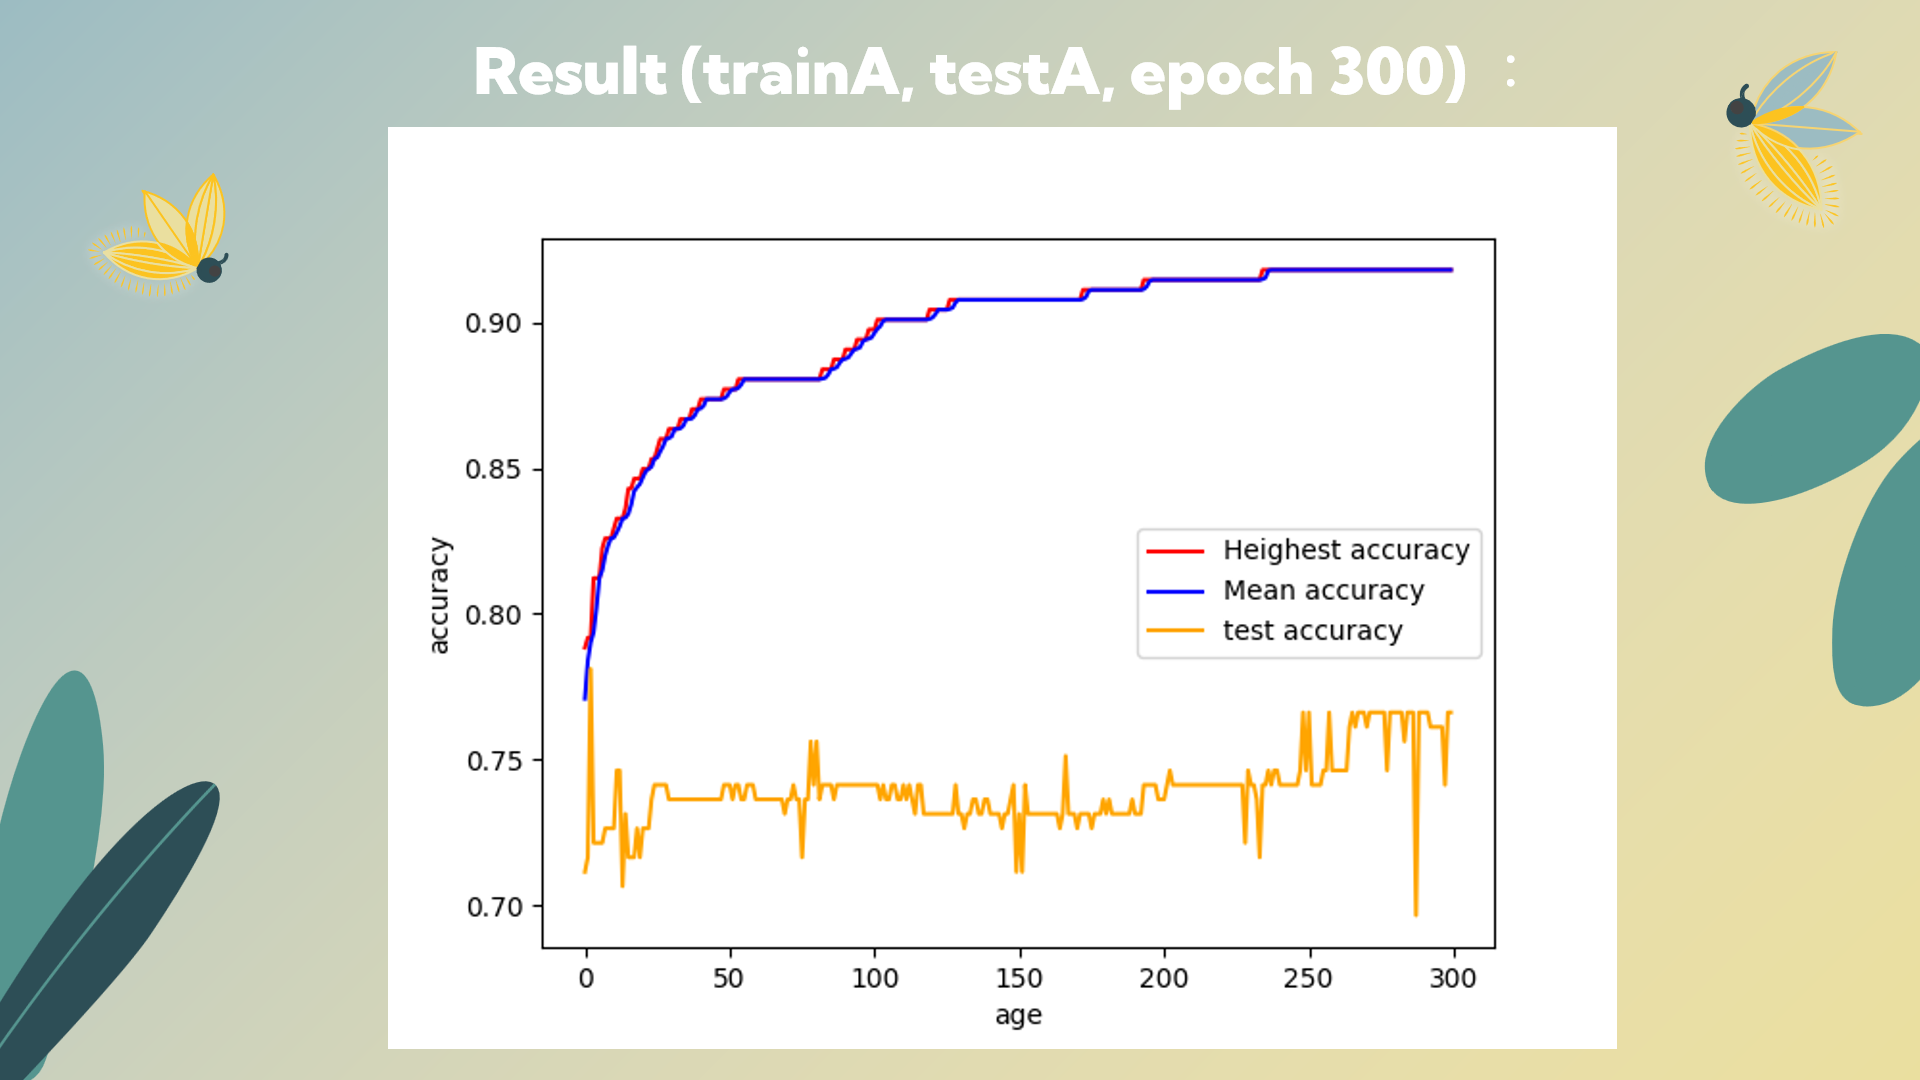 Result (trainA, testA, epoch 300) :
0.90
0.85
0.80
0.75
0.70
accuracy
Heighest accuracy
Mean accuracy
test accuracy
0 50 100 150 200 250 300
age